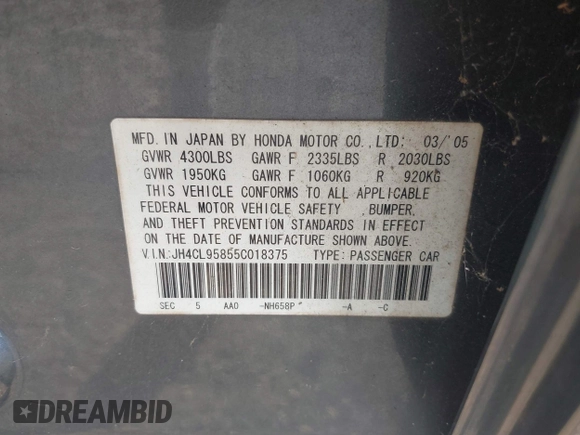 MFD. IN JAPAN BY HONDA MOTOR CO., LTD: 03/'05
GVWR 4300LBS GAWR F 2335LBS R 2030LBS
GVWR 1950KG GAWR F 1060KG R 920KG
THIS VEHICLE CONFORMS TO ALL APPLICABLE
FEDERAL MOTOR VEHICLE SAFETY , BUMPER,
AND THEFT PREVENTION STANDARDS IN EFFECT
ON THE DATE OF MANUFACTURE SHOWN ABOVE.
V.I.N:JH4CL95855C018375 TYPE: PASSENGER CAR
SEC 5 AAO -NH658P* -A -C
DREAMBID